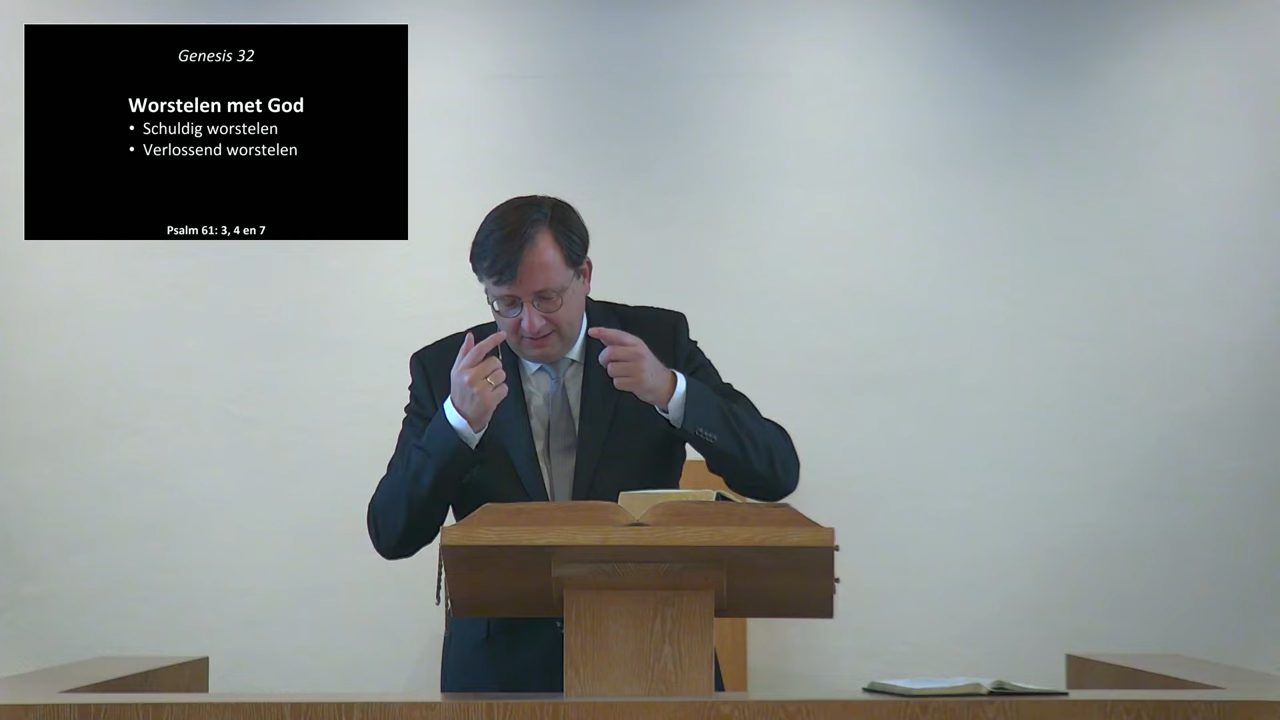 Genesis 32
Worstelen met God
• Schuldig worstelen
• Verlossend worstelen
Psalm 61: 3, 4 en 7